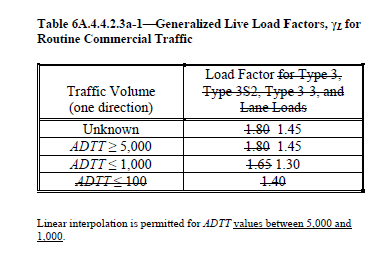 Table 6A.4.4.2.3a-1—Generalized Live Load Factors, γL for
Routine Commercial Traffic
Traffic Volume
(one direction)
Load Factor for Type 3,
Type 3S2, Type 3-3, and
Lane Loads
Unknown 1.80 1.45
ADTT ≥ 5,000 1.80 1.45
ADTT ≤ 1,000 1.65 1.30
ADTT ≤ 100 1.40
Linear interpolation is permitted for ADTT values between 5,000 and
1,000.